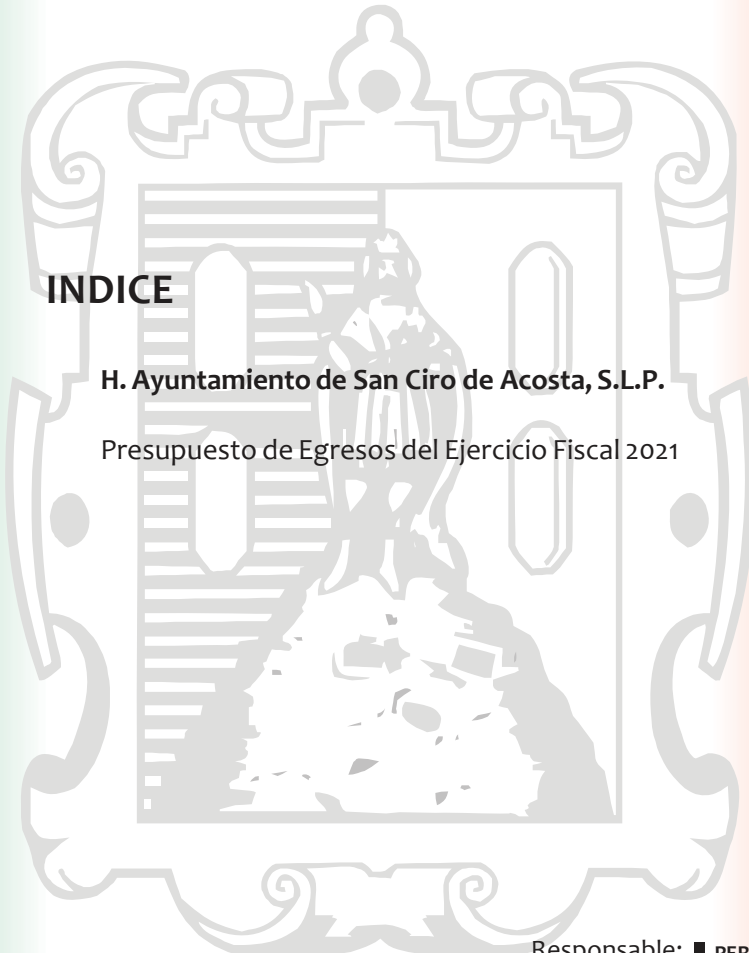 INDICE
H. Ayuntamiento de San Ciro de Acosta, S.L.P.
Presupuesto de Egresos del Ejercicio Fiscal 2021
Responsable: